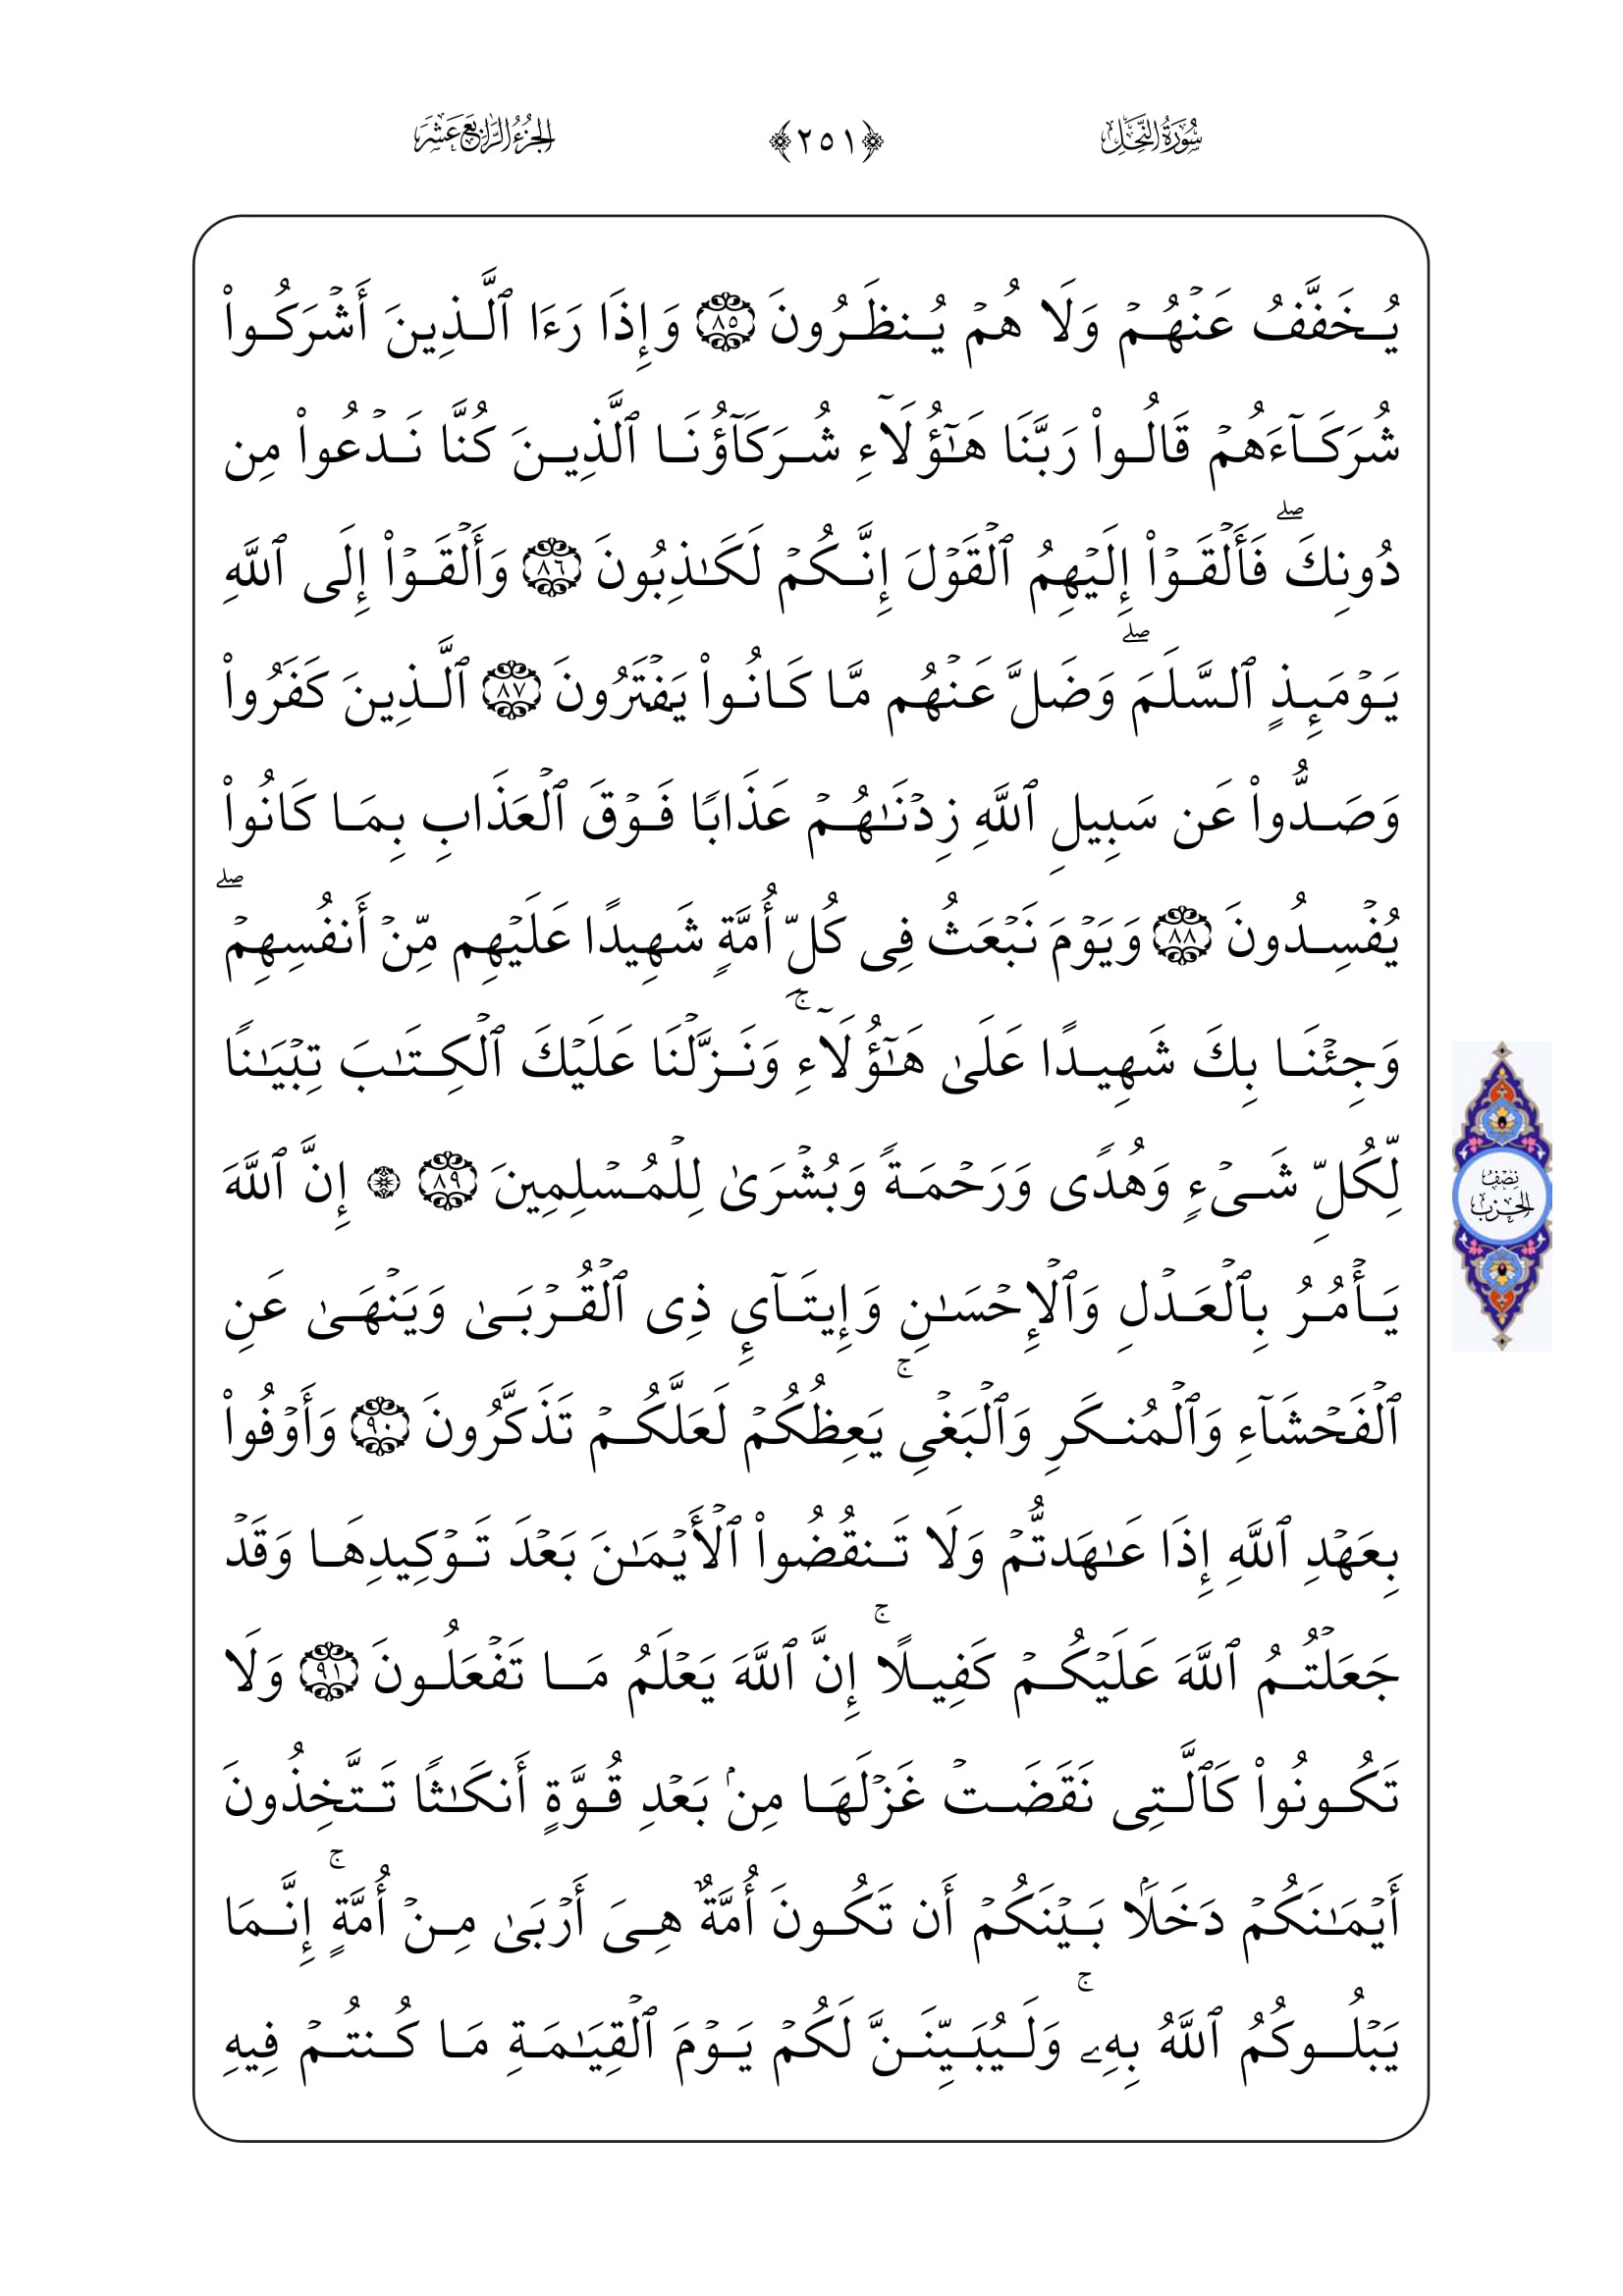 سُورَةُ النَّحْلِ
﴿٢٥١﴾
الجُزْءُ الرَّابِعَ عَشَرَ
يُخَفَّفُ عَنۡهُمۡ وَلَا هُمۡ يُنظَرُونَ ٨٥ وَإِذَا رَءَا ٱلَّذِينَ أَشۡرَكُواْ
شُرَكَآءَهُمۡ قَالُواْ رَبَّنَا هَٰٓؤُلَآءِ شُرَكَآؤُنَا ٱلَّذِينَ كُنَّا نَدۡعُواْ مِن
دُونِكَۖ فَأَلۡقَوۡاْ إِلَيۡهِمُ ٱلۡقَوۡلَ إِنَّكُمۡ لَكَٰذِبُونَ ٨٦ وَأَلۡقَوۡاْ إِلَى ٱللَّهِ
يَوۡمَئِذٍ ٱلسَّلَمَۖ وَضَلَّ عَنۡهُم مَّا كَانُواْ يَفۡتَرُونَ ٨٧ ٱلَّذِينَ كَفَرُواْ
وَصَدُّواْ عَن سَبِيلِ ٱللَّهِ زِدۡنَٰهُمۡ عَذَابًا فَوۡقَ ٱلۡعَذَابِ بِمَا كَانُواْ
يُفۡسِدُونَ ٨٨ وَيَوۡمَ نَبۡعَثُ فِي كُلِّ أُمَّةٍ شَهِيدًا عَلَيۡهِم مِّنۡ أَنفُسِهِمۡۖ
وَجِئۡنَا بِكَ شَهِيدًا عَلَىٰ هَٰٓؤُلَآءِۚ وَنَزَّلۡنَا عَلَيۡكَ ٱلۡكِتَٰبَ تِبۡيَٰنًا
لِّكُلِّ شَيۡءٍ وَهُدًى وَرَحۡمَةً وَبُشۡرَىٰ لِلۡمُسۡلِمِينَ ٨٩ ۞ إِنَّ ٱللَّهَ
يَأۡمُرُ بِٱلۡعَدۡلِ وَٱلۡإِحۡسَٰنِ وَإِيتَآيِٕ ذِي ٱلۡقُرۡبَىٰ وَيَنۡهَىٰ عَنِ
ٱلۡفَحۡشَآءِ وَٱلۡمُنكَرِ وَٱلۡبَغۡيِۚ يَعِظُكُمۡ لَعَلَّكُمۡ تَذَكَّرُونَ ٩٠ وَأَوۡفُواْ
بِعَهۡدِ ٱللَّهِ إِذَا عَٰهَدتُّمۡ وَلَا تَنقُضُواْ ٱلۡأَيۡمَٰنَ بَعۡدَ تَوۡكِيدِهَا وَقَدۡ
جَعَلۡتُمُ ٱللَّهَ عَلَيۡكُمۡ كَفِيلًاۚ إِنَّ ٱللَّهَ يَعۡلَمُ مَا تَفۡعَلُونَ ٩١ وَلَا
تَكُونُواْ كَٱلَّتِي نَقَضَتۡ غَزۡلَهَا مِنۢ بَعۡدِ قُوَّةٍ أَنكَٰثًا تَتَّخِذُونَ
أَيۡمَٰنَكُمۡ دَخَلَۢا بَيۡنَكُمۡ أَن تَكُونَ أُمَّةٌ هِيَ أَرۡبَىٰ مِنۡ أُمَّةٍۚ إِنَّمَا
يَبۡلُوكُمُ ٱللَّهُ بِهِۦۚ وَلَيُبَيِّنَنَّ لَكُمۡ يَوۡمَ ٱلۡقِيَٰمَةِ مَا كُنتُمۡ فِيهِ
نِصْفُ
الحِزْبِ